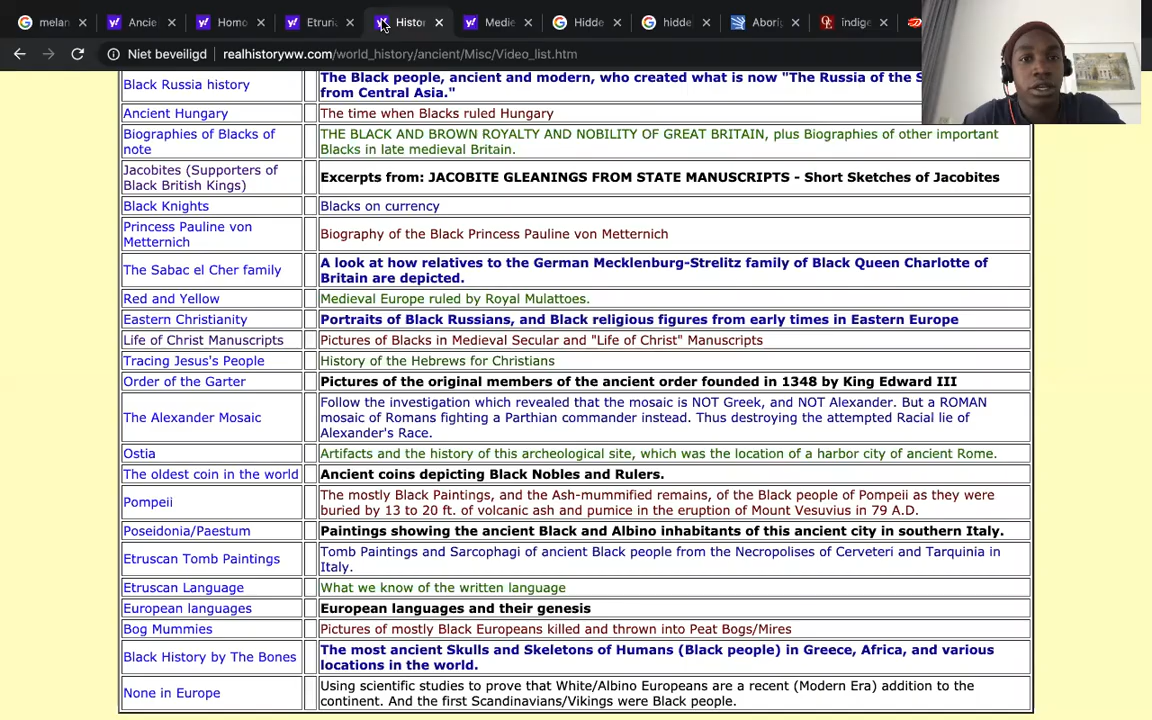 melan
Ancie
Homo
Etruria
Histor
Medie
Hidde
hidde
Aborig
indige
Niet beveiligd
realhistoryww.com/world_history/ancient/Misc/Video_list.htm
Black Russia history
The Black people, ancient and modern, who created what is now "The Russia of the S
from Central Asia."
Ancient Hungary
The time when Blacks ruled Hungary
Biographies of Blacks of
note
THE BLACK AND BROWN ROYALTY AND NOBILITY OF GREAT BRITAIN, plus Biographies of other important
Blacks in late medieval Britain.
Jacobites (Supporters of
Black British Kings)
Excerpts from: JACOBITE GLEANINGS FROM STATE MANUSCRIPTS - Short Sketches of Jacobites
Black Knights
Blacks on currency
Princess Pauline von
Metternich
Biography of the Black Princess Pauline von Metternich
The Sabac el Cher family
A look at how relatives to the German Mecklenburg-Strelitz family of Black Queen Charlotte of
Britain are depicted.
Red and Yellow
Medieval Europe ruled by Royal Mulattoes.
Eastern Christianity
Portraits of Black Russians, and Black religious figures from early times in Eastern Europe
Life of Christ Manuscripts
Pictures of Blacks in Medieval Secular and "Life of Christ" Manuscripts
Tracing Jesus's People
History of the Hebrews for Christians
Order of the Garter
Pictures of the original members of the ancient order founded in 1348 by King Edward III
The Alexander Mosaic
Follow the investigation which revealed that the mosaic is NOT Greek, and NOT Alexander. But a ROMAN
mosaic of Romans fighting a Parthian commander instead. Thus destroying the attempted Racial lie of
Alexander's Race.
Ostia
Artifacts and the history of this archeological site, which was the location of a harbor city of ancient Rome.
The oldest coin in the world
Ancient coins depicting Black Nobles and Rulers.
Pompeii
The mostly Black Paintings, and the Ash-mummified remains, of the Black people of Pompeii as they were
buried by 13 to 20 ft. of volcanic ash and pumice in the eruption of Mount Vesuvius in 79 A.D.
Poseidonia/Paestum
Paintings showing the ancient Black and Albino inhabitants of this ancient city in southern Italy.
Etruscan Tomb Paintings
Tomb Paintings and Sarcophagi of ancient Black people from the Necropolises of Cerveteri and Tarquinia in
Italy.
Etruscan Language
What we know of the written language
European languages
European languages and their genesis
Bog Mummies
Pictures of mostly Black Europeans killed and thrown into Peat Bogs/Mires
Black History by The Bones
The most ancient Skulls and Skeletons of Humans (Black people) in Greece, Africa, and various
locations in the world.
None in Europe
Using scientific studies to prove that White/Albino Europeans are a recent (Modern Era) addition to the
continent. And the first Scandinavians/Vikings were Black people.